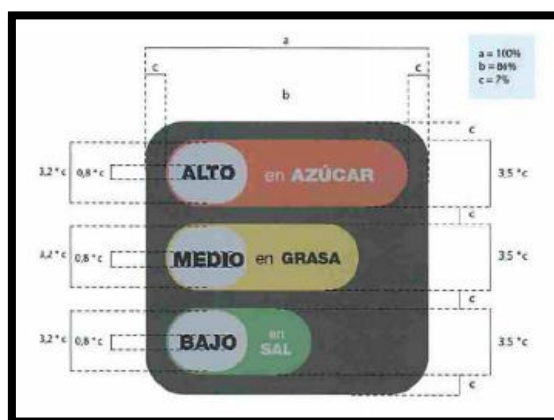 a
a = 100%
b = 86%
c = 7%
c
c
b
c
3,2 * c
0,8 * c
ALTO en AZÚCAR
3,5 * c
c
3,2 * c
0,8 * c
MEDIO en GRASA
3,5 * c
c
3,2 * c
0,8 * c
BAJO en SAL
3,5 * c
c